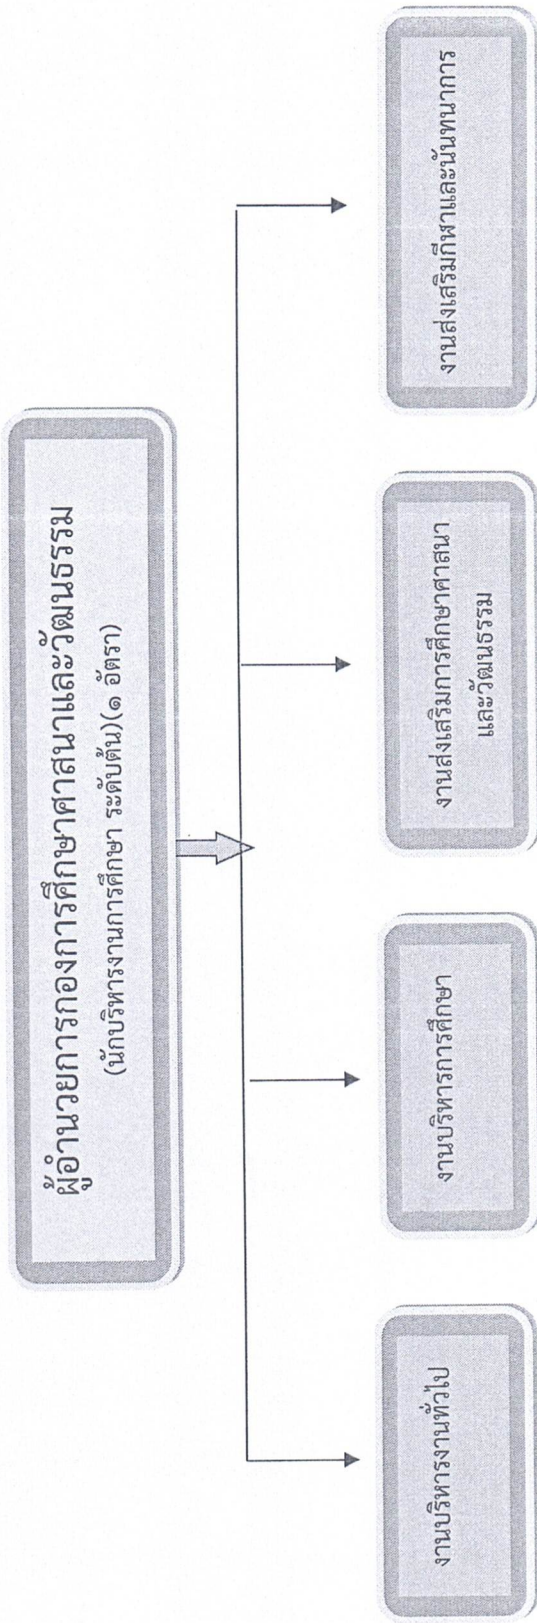 ผู้อำนวยการกองการศึกษาศาสนาและวัฒนธรรม
(นักบริหารงานการศึกษา ระดับต้น)(๑ อัตรา)
งานบริหารงานทั่วไป
งานบริหารการศึกษา
งานส่งเสริมการศึกษาศาสนา
และวัฒนธรรม
งานส่งเสริมกีฬาและนันทนาการ